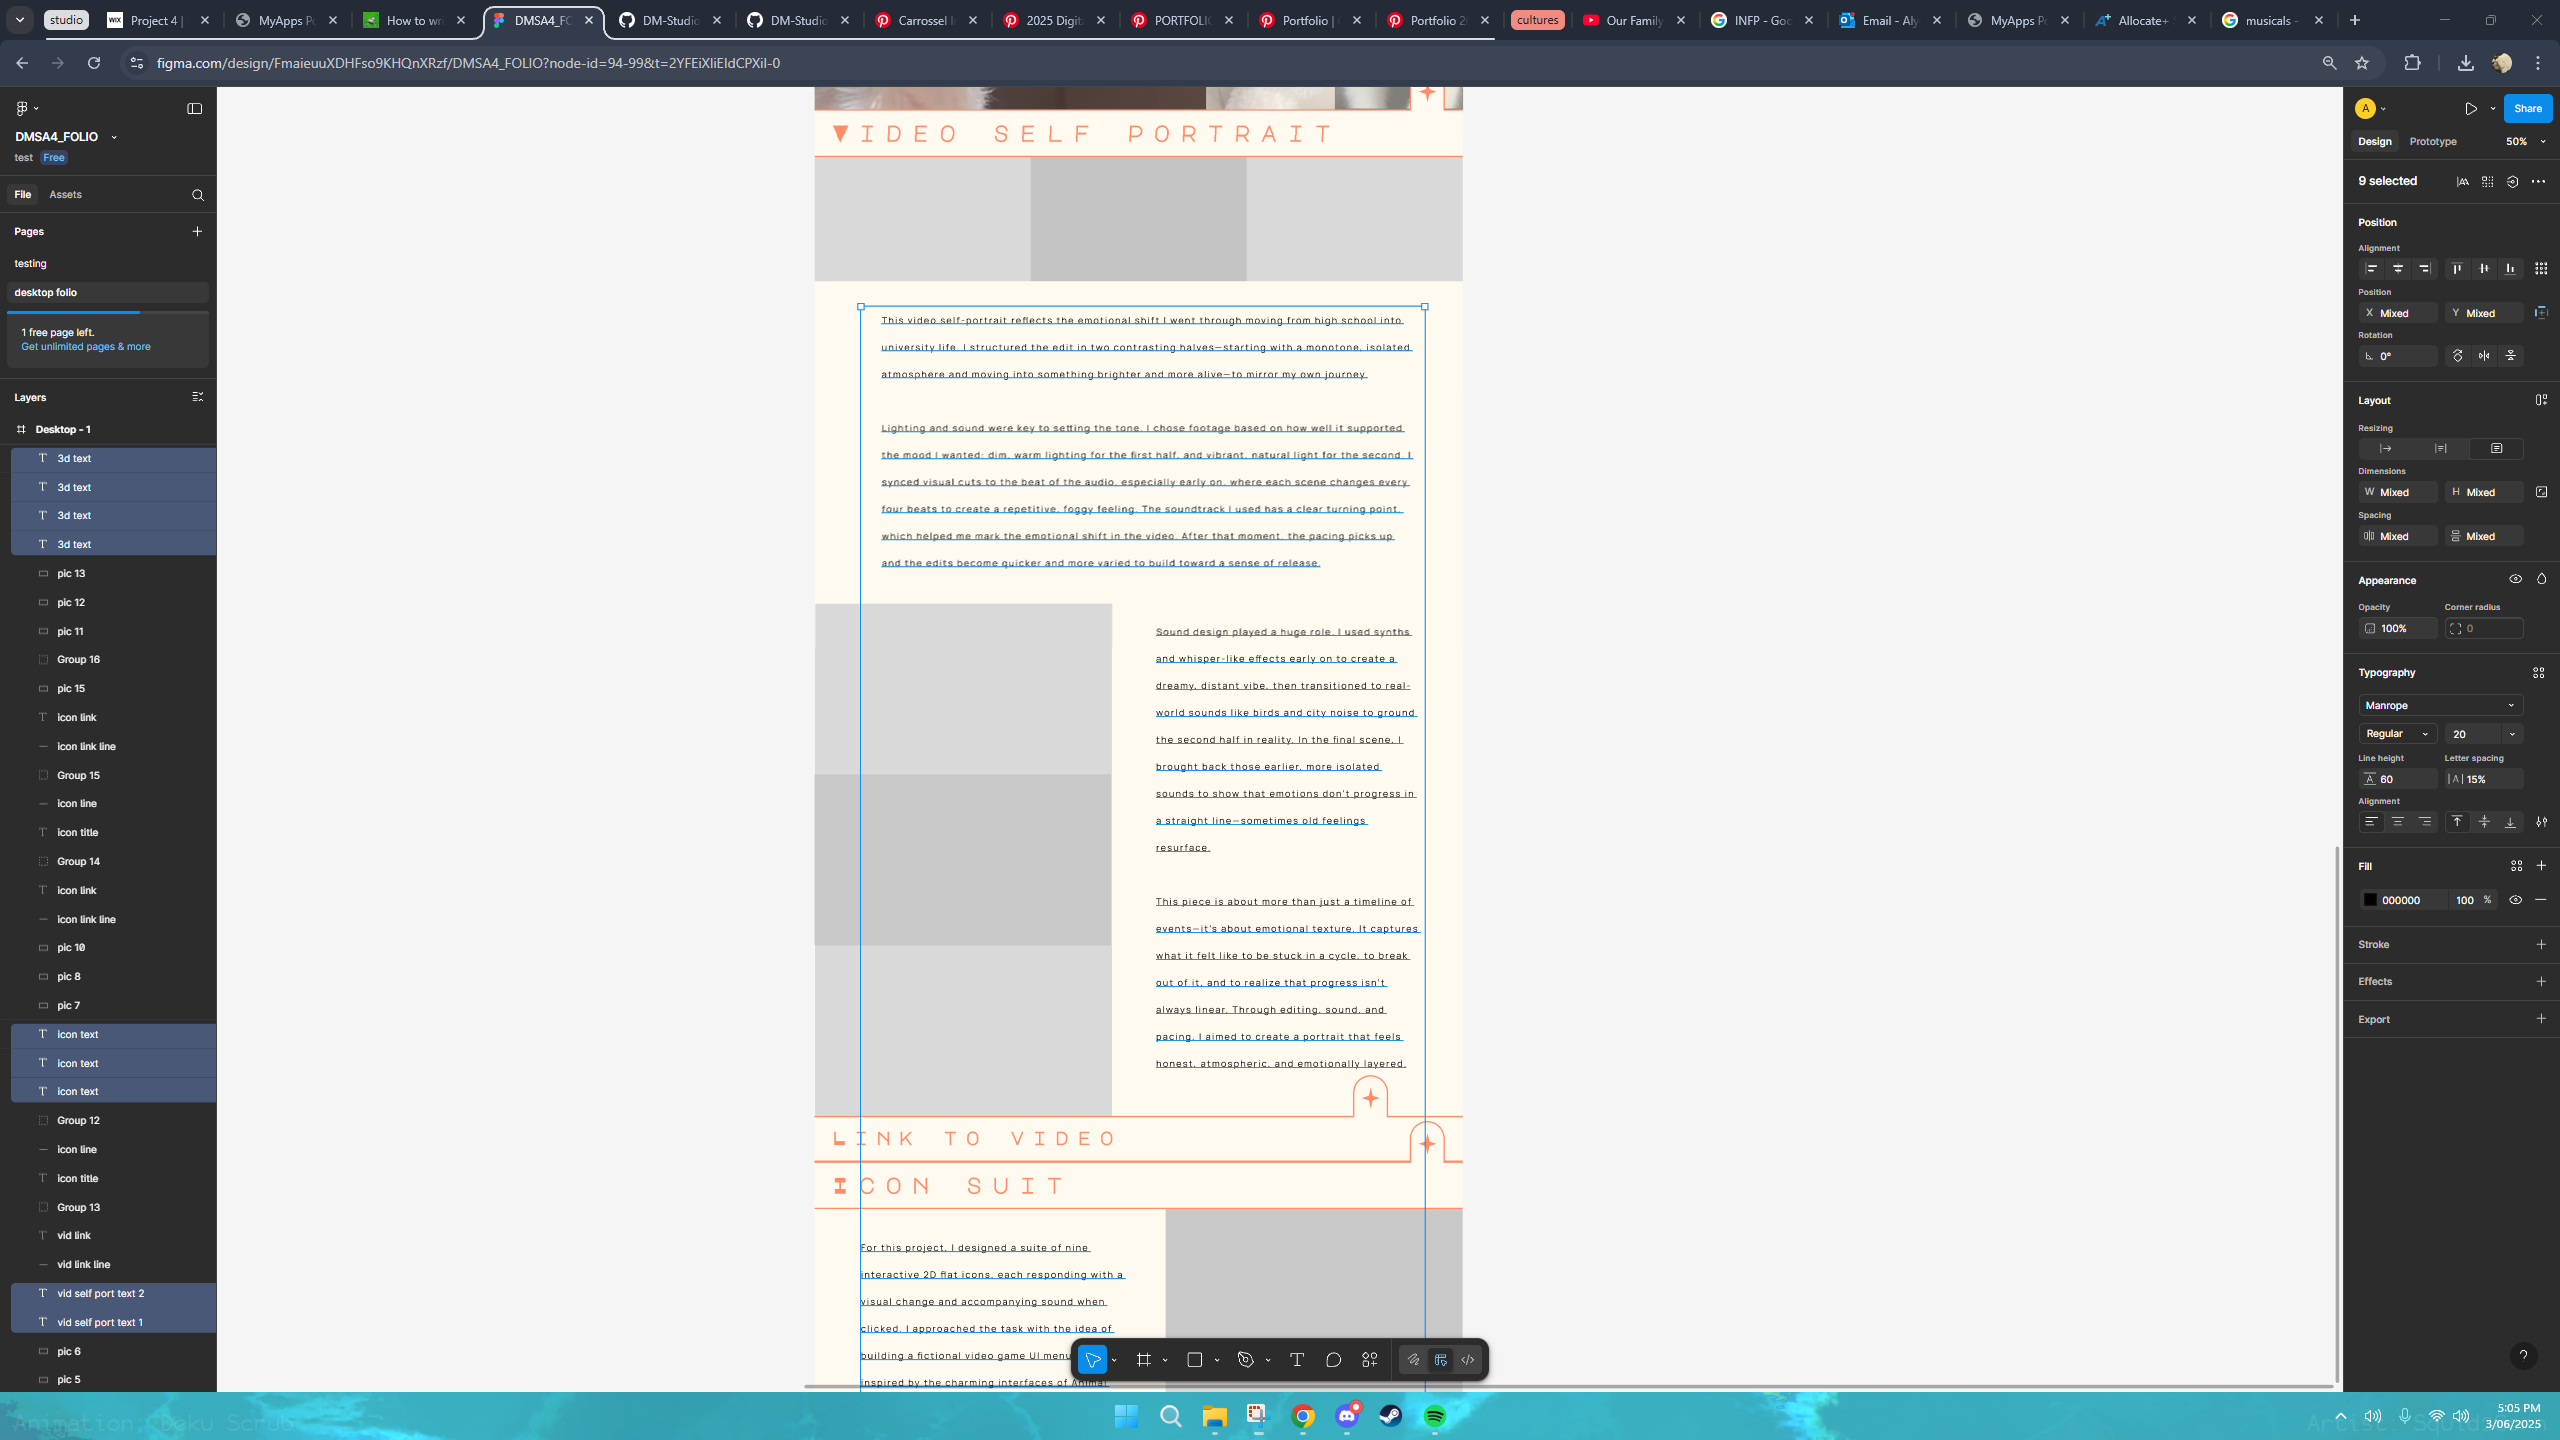 studio
Project 4 |
MyApps Po
How to wri
DMSA4_FO
DM-Studio
DM-Studio
Carrossel I
2025 Digit
PORTFOLI
Portfolio |
Portfolio 2
cultures
Our Family
INFP - Goo
Email - Aly
MyApps Po
Allocate+
musicals -
figma.com/design/FmaieuuXDHFso9KHQnXRzf/DMSA4_FOLIO?node-id=94-99&t=2YFEiXIiEIdCPXiI-0
DMSA4_FOLIO
test Free
File Assets
Pages
testing
desktop folio
1 free page left.
Get unlimited pages & more
Layers
Desktop - 1
3d text
3d text
3d text
3d text
pic 13
pic 12
pic 11
Group 16
pic 15
icon link
icon link line
Group 15
icon line
icon title
Group 14
icon link
icon link line
pic 10
pic 8
pic 7
icon text
icon text
icon text
Group 12
icon line
icon title
Group 13
vid link
vid link line
vid self port text 2
vid self port text 1
pic 6
pic 5
VIDEO SELF PORTRAIT
This video self-portrait reflects the emotional shift I went through moving from high school into
university life. I structured the edit in two contrasting halves—starting with a monotone, isolated
atmosphere and moving into something brighter and more alive—to mirror my own journey.
Lighting and sound were key to setting the tone. I chose footage based on how well it supported
the mood I wanted: dim, warm lighting for the first half, and vibrant, natural light for the second. I
synced visual cuts to the beat of the audio, especially early on, where each scene changes every
four beats to create a repetitive, foggy feeling. The soundtrack I used has a clear turning point,
which helped me mark the emotional shift in the video. After that moment, the pacing picks up
and the edits become quicker and more varied to build toward a sense of release.
Sound design played a huge role. I used synths
and whisper-like effects early on to create a
dreamy, distant vibe, then transitioned to real-
world sounds like birds and city noise to ground
the second half in reality. In the final scene, I
brought back those earlier, more isolated
sounds to show that emotions don't progress in
a straight line—sometimes old feelings
resurface.
This piece is about more than just a timeline of
events—it's about emotional texture. It captures
what it felt like to be stuck in a cycle, to break
out of it, and to realize that progress isn't
always linear. Through editing, sound, and
pacing, I aimed to create a portrait that feels
honest, atmospheric, and emotionally layered.
LINK TO VIDEO
ICON SUIT
For this project, I designed a suite of nine
interactive 2D flat icons, each responding with a
visual change and accompanying sound when
clicked. I approached the task with the idea of
building a fictional video game UI menu
inspired by the charming interfaces of Animal
A
Share
Design Prototype 50%
9 selected
Position
Alignment
Position
X Mixed Y Mixed
Rotation
0°
Layout
Resizing
Dimensions
W Mixed H Mixed
Spacing
Mixed Mixed
Appearance
Opacity Corner radius
100% 0
Typography
Manrope
Regular 20
Line height Letter spacing
60 15%
Alignment
Fill
000000 100 %
Stroke
Effects
Export
?
Animation; Deku Scrub
5:05 PM
3/06/2025